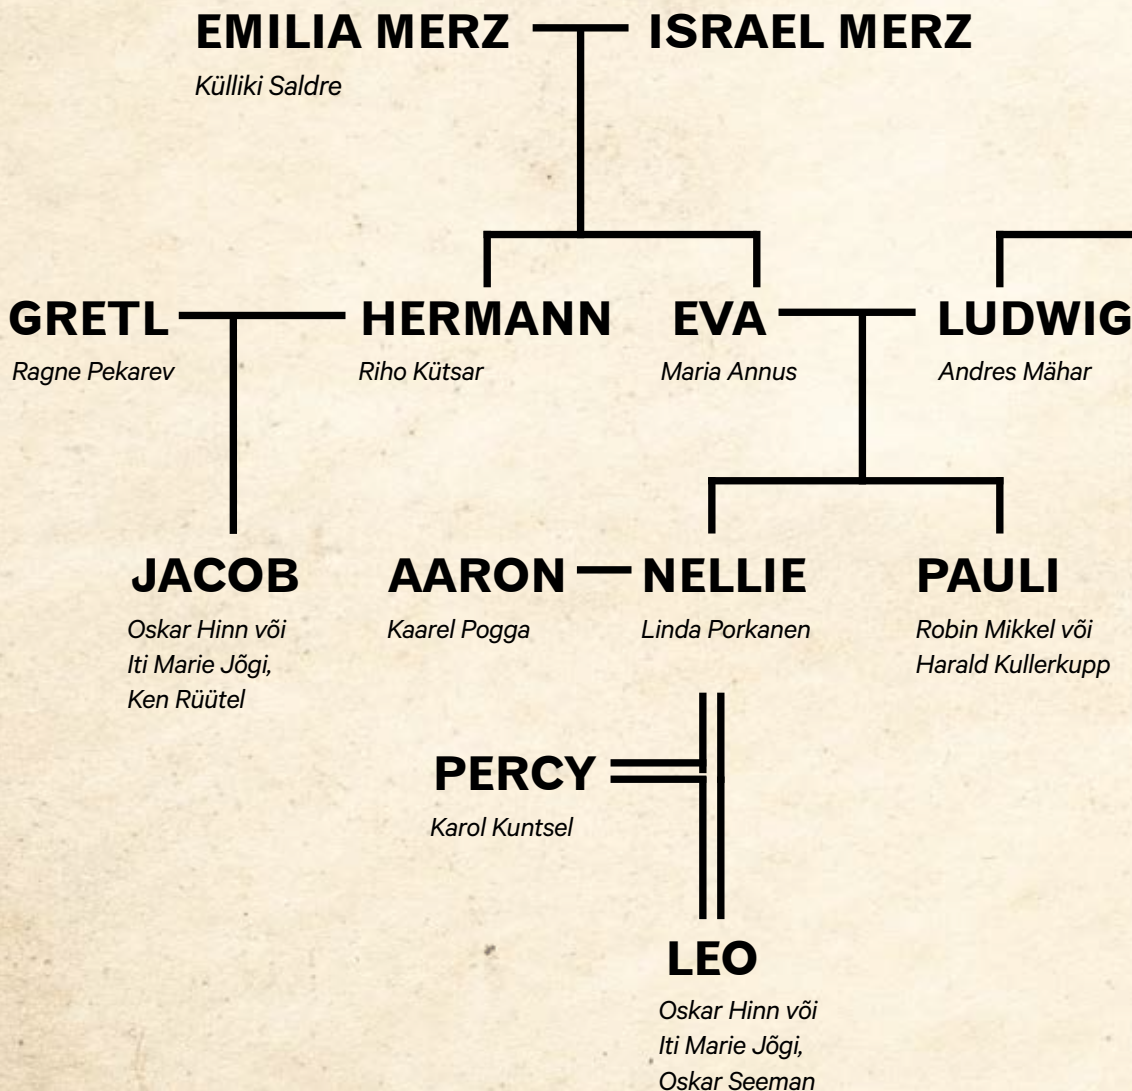 EMILIA MERZ ISRAEL MERZ
Külliki Saldre
GRETL HERMANN EVA LUDWIG
Ragne Pekarev Riho Kütsar Maria Annus Andres Mähar
JACOB AARON NELLIE PAULI
Oskar Hinn või Kaarel Pogga Linda Porkanen Robin Mikkel või
Iti Marie Jõgi, Harald Kullerkupp
Ken Rüütel
PERCY
Karol Kuntsel
LEO
Oskar Hinn või
Iti Marie Jõgi,
Oskar Seeman